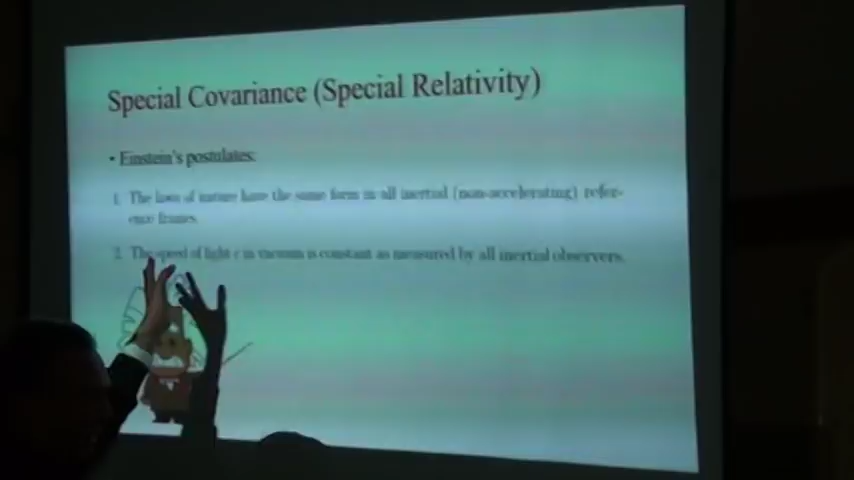 Special Covariance (Special Relativity)
• Einstein's postulates:
1. The laws of nature have the same form in all inertial (non-accelerating) refer-
ence frames.
2. The speed of light c in vacuum is constant as measured by all inertial observers.